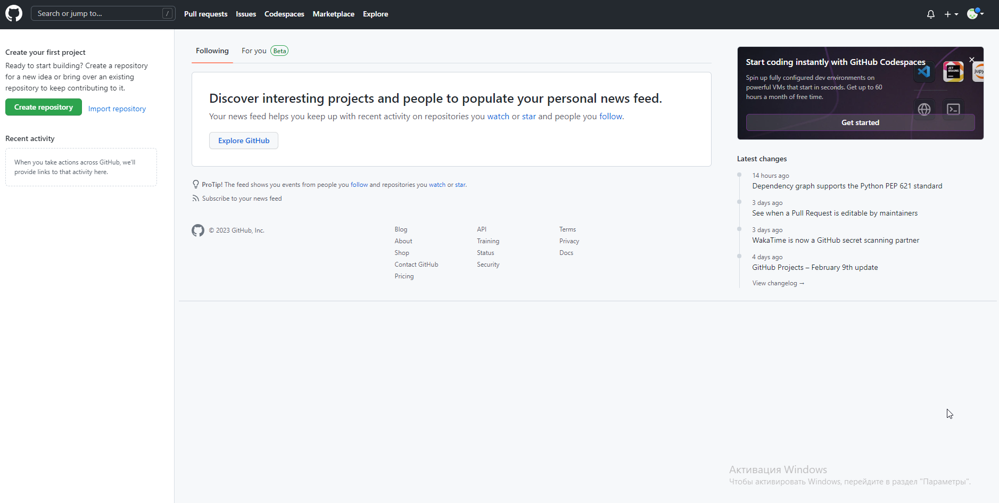 Search or jump to...
/
Pull requests
Issues
Codespaces
Marketplace
Explore
Create your first project
Ready to start building? Create a repository
for a new idea or bring over an existing
repository to keep contributing to it.
Create repository
Import repository
Recent activity
When you take actions across GitHub, we'll
provide links to that activity here.
Following
For you
Beta
Discover interesting projects and people to populate your personal news feed.
Your news feed helps you keep up with recent activity on repositories you watch or star and people you follow.
Explore GitHub
ProTip! The feed shows you events from people you follow and repositories you watch or star.
Subscribe to your news feed
© 2023 GitHub, Inc.
Blog
About
Shop
Contact GitHub
Pricing
API
Training
Status
Security
Terms
Privacy
Docs
Start coding instantly with GitHub Codespaces
Spin up fully configured dev environments on
powerful VMs that start in seconds. Get up to 60
hours a month of free time.
JET
BRAINS
jupy
Get started
Latest changes
14 hours ago
Dependency graph supports the Python PEP 621 standard
3 days ago
See when a Pull Request is editable by maintainers
3 days ago
WakaTime is now a GitHub secret scanning partner
4 days ago
GitHub Projects – February 9th update
View changelog →
Активация Windows
Чтобы активировать Windows, перейдите в раздел "Параметры".